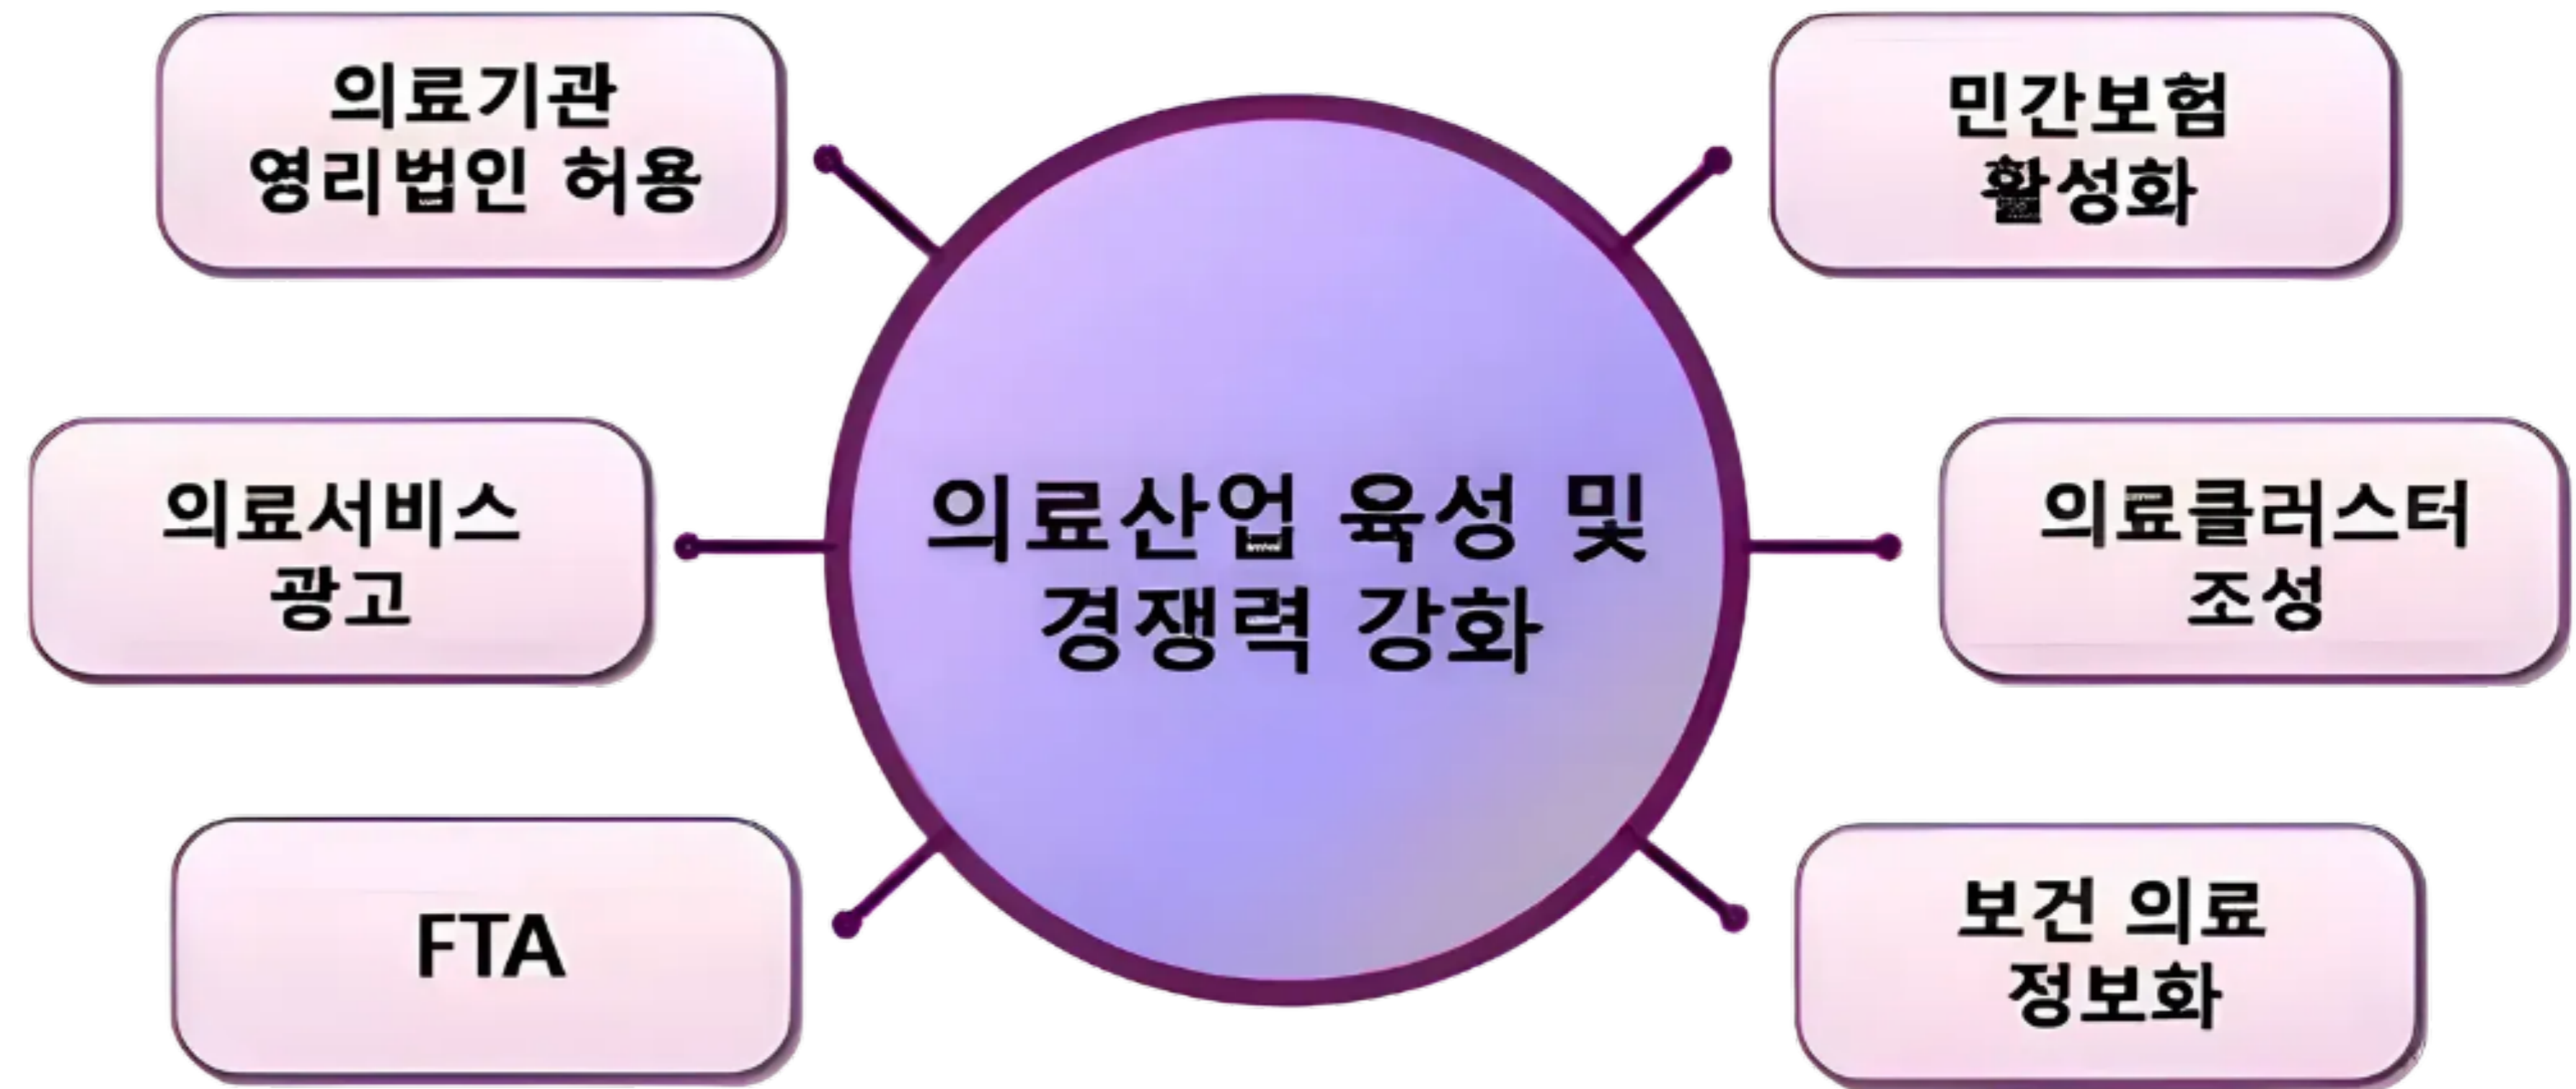 의료기관
영리법인 허용
민간보험
활성화
의료서비스
광고
의료산업 육성 및
경쟁력 강화
의료클러스터
조성
FTA
보건 의료
정보화